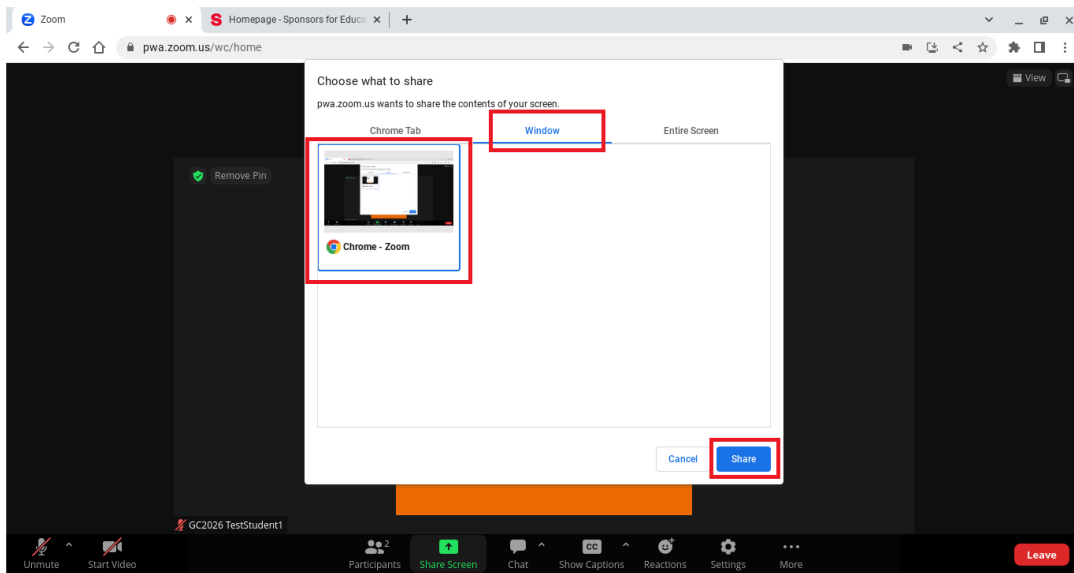 Zoom
Homepage - Sponsors for Educa
pwa.zoom.us/wc/home
View
Choose what to share
pwa.zoom.us wants to share the contents of your screen.
Chrome Tab Window Entire Screen
Remove Pin
Chrome - Zoom
Cancel Share
GC2026 TestStudent1
2
CC
Unmute Start Video Participants Share Screen Chat Show Captions Reactions Settings More Leave